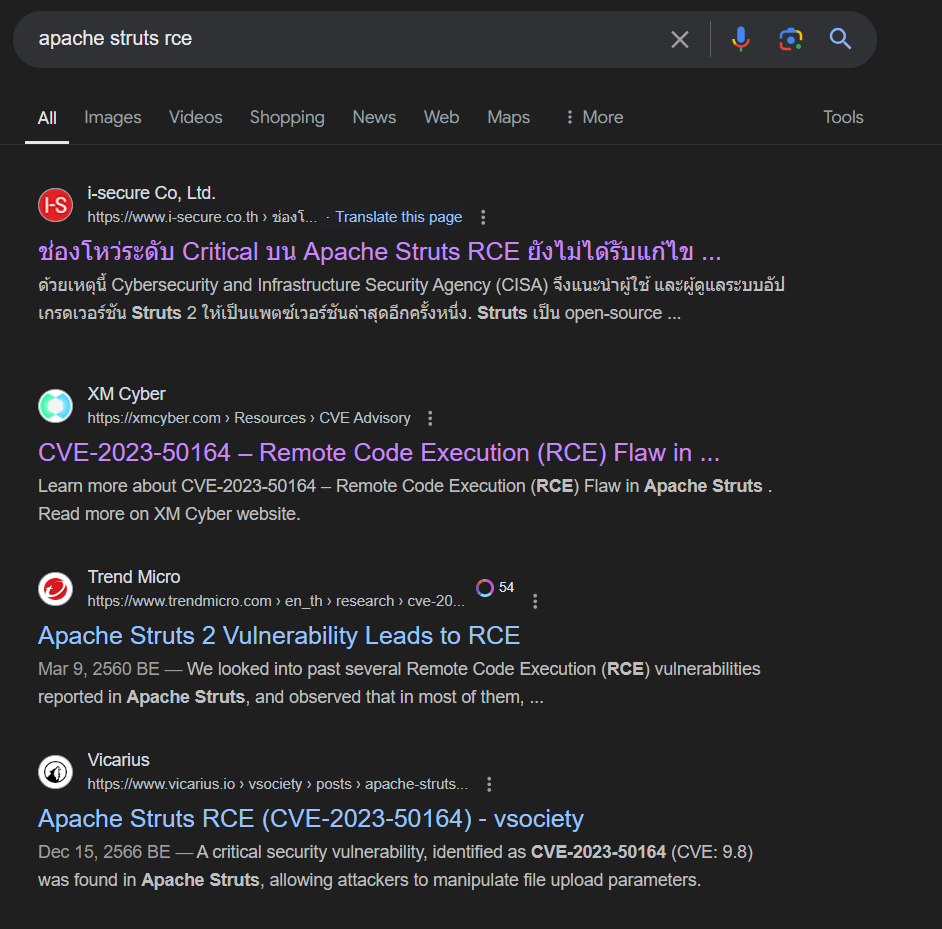 apache struts rce
All Images Videos Shopping News Web Maps More Tools
I-S
i-secure Co, Ltd.
https://www.i-secure.co.th › ช่องโ... · Translate this page
ช่องโหว่ระดับ Critical บน Apache Struts RCE ยังไม่ได้รับแก้ไข ...
ด้วยเหตุนี้ Cybersecurity and Infrastructure Security Agency (CISA) จึงแนะนำผู้ใช้ และผู้ดูแลระบบอัป
เกรดเวอร์ชัน Struts 2 ให้เป็นแพตช์เวอร์ชันล่าสุดอีกครั้งหนึ่ง. Struts เป็น open-source ...
XM Cyber
https://xmcyber.com › Resources › CVE Advisory
CVE-2023-50164 – Remote Code Execution (RCE) Flaw in ...
Learn more about CVE-2023-50164 – Remote Code Execution (RCE) Flaw in Apache Struts .
Read more on XM Cyber website.
Trend Micro
https://www.trendmicro.com › en_th › research › cve-20... 54
Apache Struts 2 Vulnerability Leads to RCE
Mar 9, 2560 BE — We looked into past several Remote Code Execution (RCE) vulnerabilities
reported in Apache Struts, and observed that in most of them, ...
Vicarius
https://www.vicarius.io › vsociety › posts › apache-struts...
Apache Struts RCE (CVE-2023-50164) - vsociety
Dec 15, 2566 BE — A critical security vulnerability, identified as CVE-2023-50164 (CVE: 9.8)
was found in Apache Struts, allowing attackers to manipulate file upload parameters.